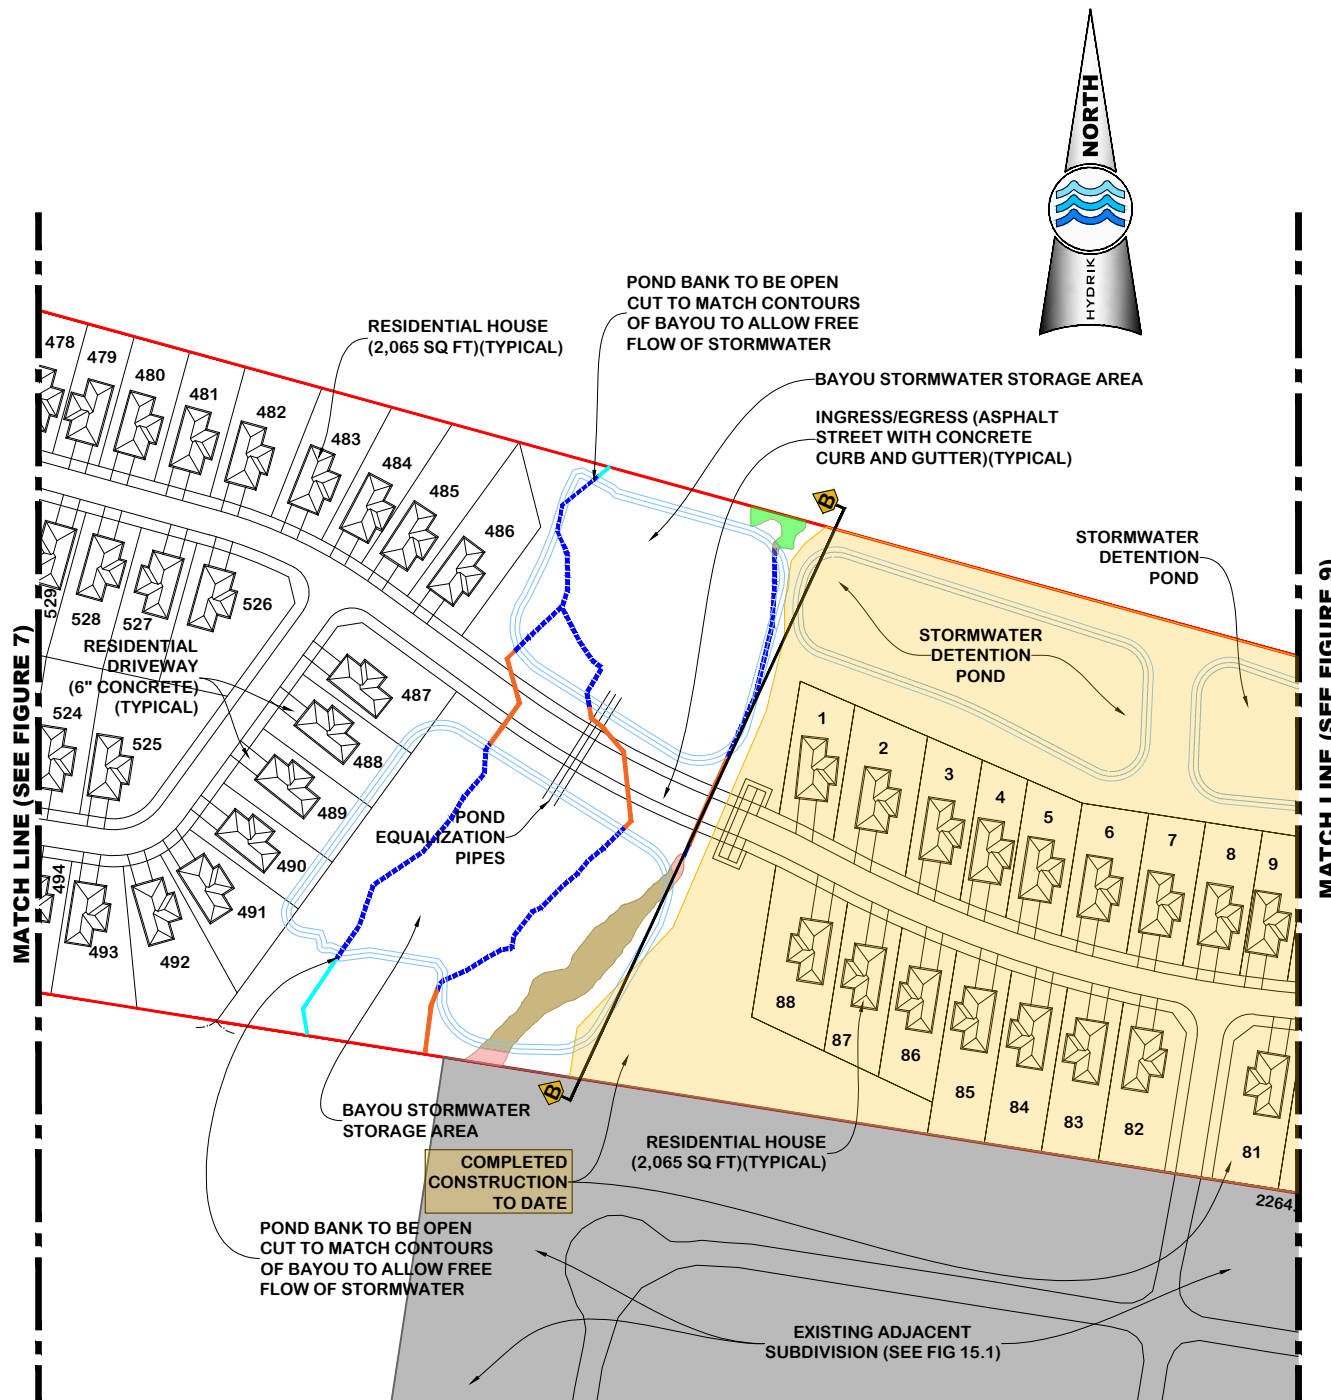 NORTH
HYDRIK
MATCH LINE (SEE FIGURE 7)
POND BANK TO BE OPEN
CUT TO MATCH CONTOURS
OF BAYOU TO ALLOW FREE
FLOW OF STORMWATER
RESIDENTIAL HOUSE
(2,065 SQ FT)(TYPICAL)
BAYOU STORMWATER STORAGE AREA
INGRESS/EGRESS (ASPHALT
STREET WITH CONCRETE
CURB AND GUTTER)(TYPICAL)
478
479
480
481
482
483
484
485
486
B
STORMWATER
DETENTION
POND
STORMWATER
DETENTION
POND
529
528
527
526
RESIDENTIAL
DRIVEWAY
(6" CONCRETE)
(TYPICAL)
487
488
489
490
491
492
493
494
524
525
POND
EQUALIZATION
PIPES
1
2
3
4
5
6
7
8
9
88
87
86
85
84
83
82
81
B
BAYOU STORMWATER
STORAGE AREA
RESIDENTIAL HOUSE
(2,065 SQ FT)(TYPICAL)
COMPLETED
CONSTRUCTION
TO DATE
2264.
POND BANK TO BE OPEN
CUT TO MATCH CONTOURS
OF BAYOU TO ALLOW FREE
FLOW OF STORMWATER
EXISTING ADJACENT
SUBDIVISION (SEE FIG 15.1)
MATCH LINE (SEE FIGURE 9)